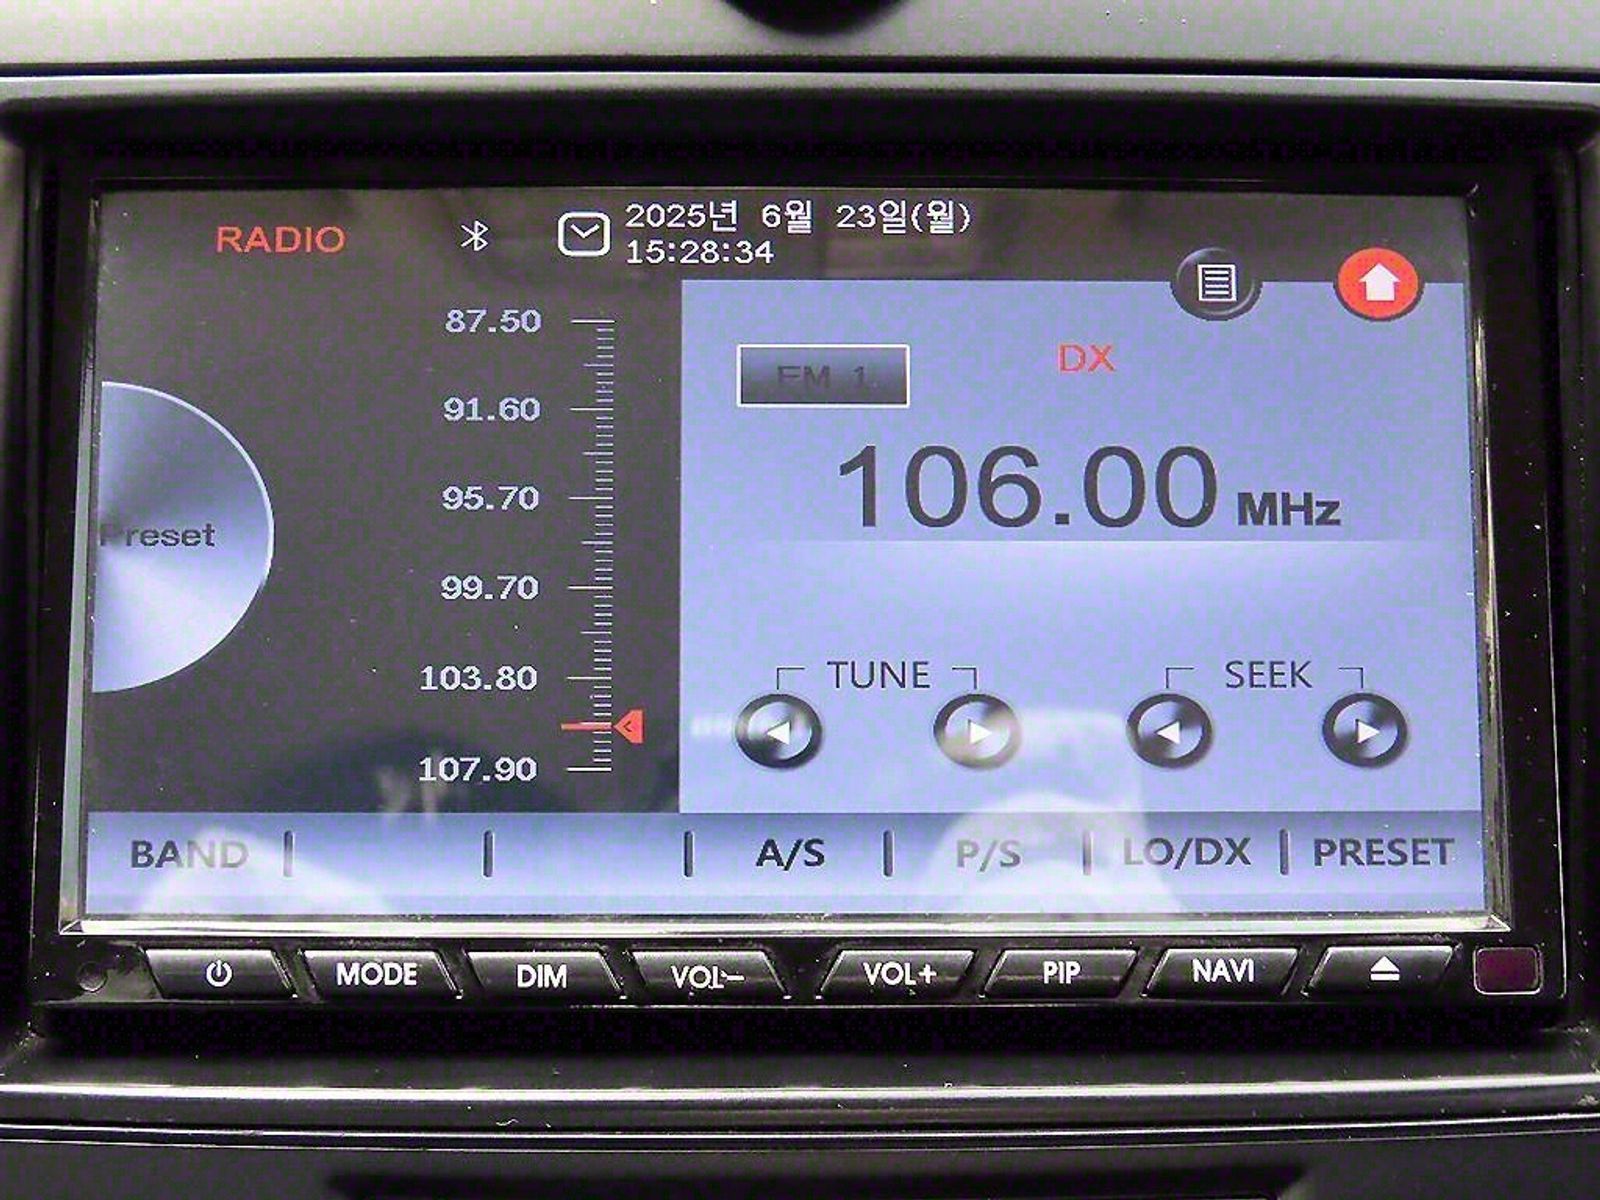 RADIO
2025년 6월 23일(월)
15:28:34
87.50
91.60
95.70
99.70
103.80
107.90
Preset
FM 1
DX
106.00 MHz
TUNE
SEEK
BAND
A/S
P/S
LO/DX
PRESET
MODE
DIM
VOL-
VOL+
PIP
NAVI